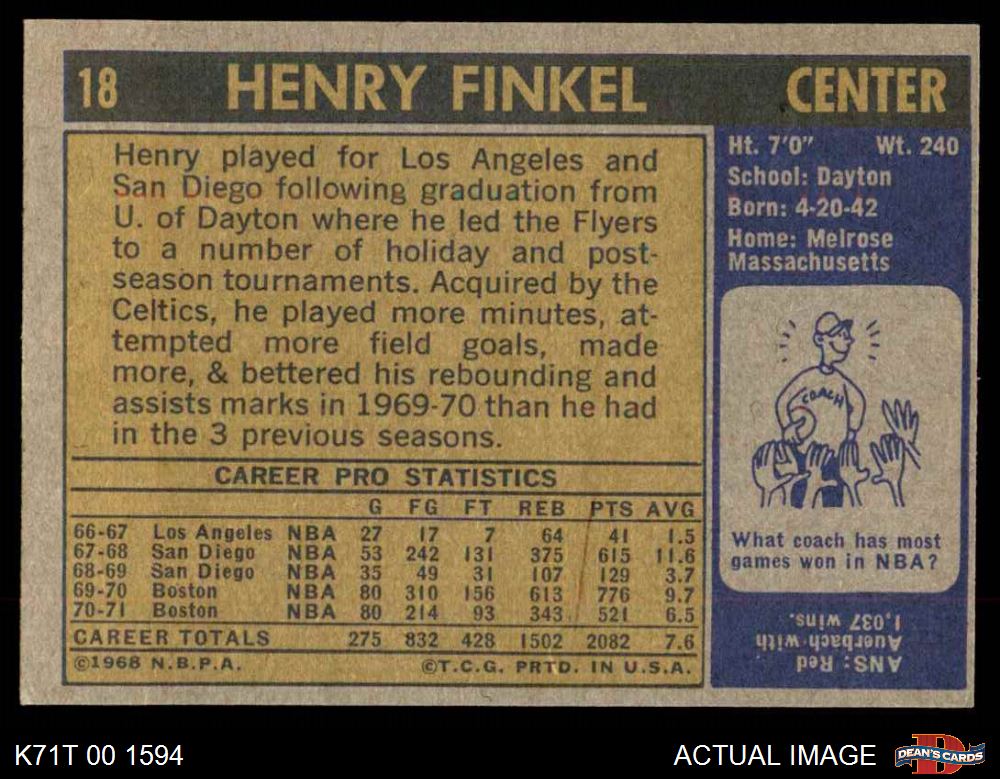 18 HENRY FINKEL CENTER
Henry played for Los Angeles and
San Diego following graduation from
U. of Dayton where he led the Flyers
to a number of holiday and post-
season tournaments. Acquired by the
Celtics, he played more minutes, at-
tempted more field goals, made
more, & bettered his rebounding and
assists marks in 1969-70 than he had
in the 3 previous seasons.
CAREER PRO STATISTICS
G FG FT REB PTS AVG
66-67 Los Angeles NBA 27 17 7 64 41 1.5
67-68 San Diego NBA 53 242 131 375 615 11.6
68-69 San Diego NBA 35 49 31 107 129 3.7
69-70 Boston NBA 80 310 156 613 776 9.7
70-71 Boston NBA 80 214 93 343 521 6.5
CAREER TOTALS 275 832 428 1502 2082 7.6
©1968 N.B.P.A. ©T.C.G. PRTD. IN U.S.A.
Ht. 7'0" Wt. 240
School: Dayton
Born: 4-20-42
Home: Melrose
Massachusetts
COACH
What coach has most
games won in NBA?
ANS: Red
Auerbach with
1,037 wins.
K71T 00 1594 ACTUAL IMAGE D DEAN'S CARDS